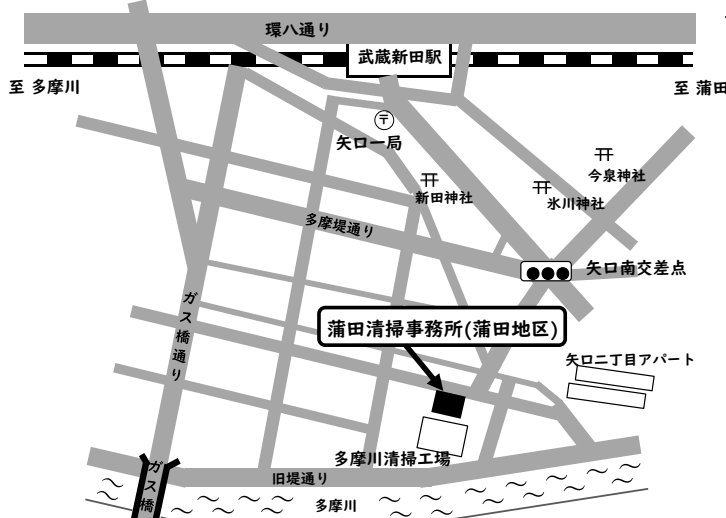 環八通り
武蔵新田駅
至 多摩川
至 蒲田
〒
矢口一局
今泉神社
新田神社
氷川神社
多摩堤通り
矢口南交差点
ガス橋通り
蒲田清掃事務所(蒲田地区)
矢口二丁目アパート
多摩川清掃工場
ガス橋
旧堤通り
多摩川